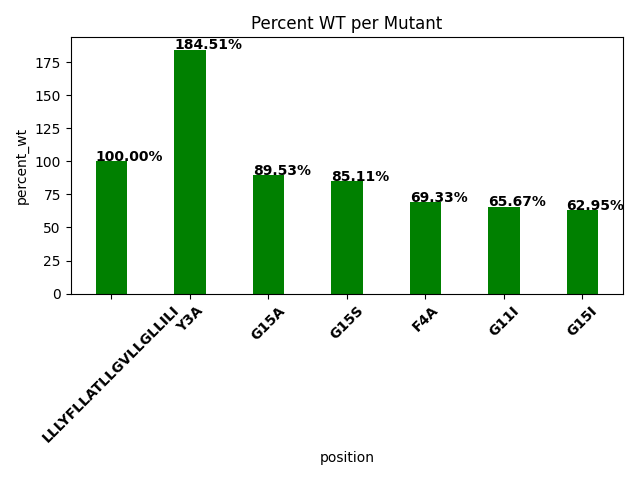 Percent WT per Mutant
percent_wt
175
150
125
100
75
50
25
0
100.00%
184.51%
89.53%
85.11%
69.33%
65.67%
62.95%
LLLYFLLATLLGVLLGLLILI
Y3A
G15A
G15S
F4A
G11I
G15I
position